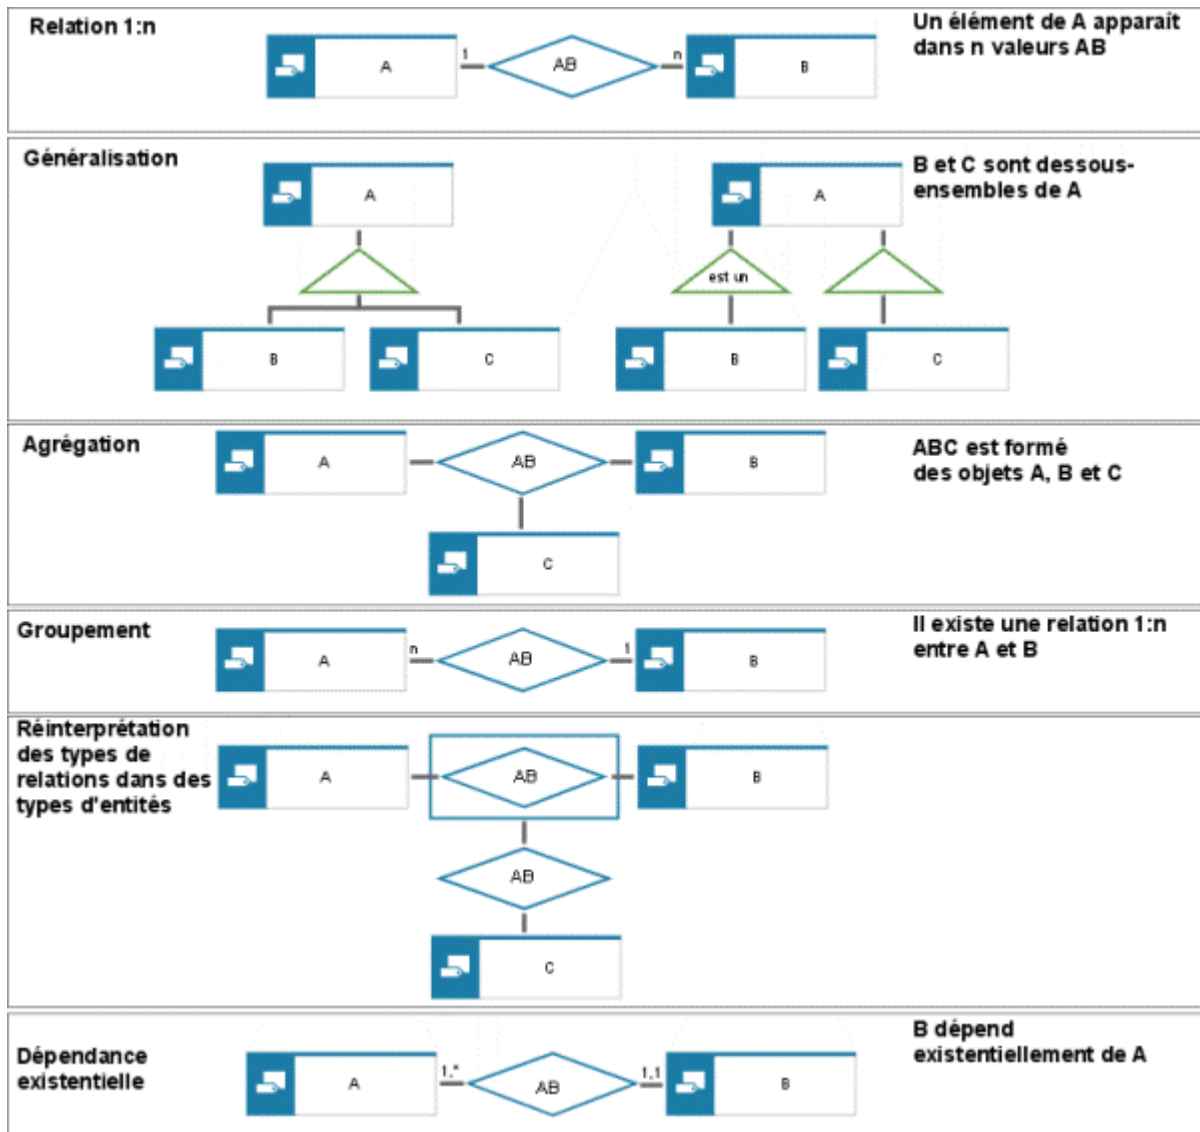 Relation 1:n
Un élément de A apparaît
dans n valeurs AB
A
1
AB
n
B
Généralisation
B et C sont dessous-
ensembles de A
A
A
est un
B
C
B
C
Agrégation
ABC est formé
des objets A, B et C
A
AB
B
C
Groupement
Il existe une relation 1:n
entre A et B
A
n
AB
1
B
Réinterprétation
des types de
relations dans des
types d'entités
A
AB
B
AB
C
Dépendance
existentielle
B dépend
existentiellement de A
A
1,*
AB
1,1
B